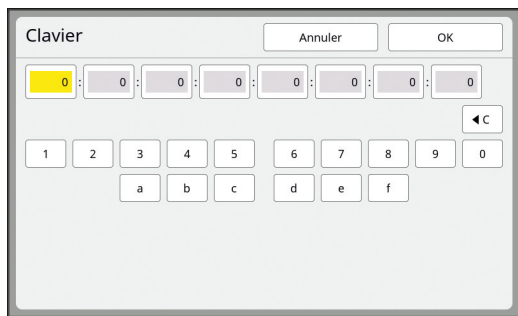 Clavier Annuler OK
0 : 0 : 0 : 0 : 0 : 0 : 0 : 0
◀ C
1 2 3 4 5 6 7 8 9 0
a b c d e f